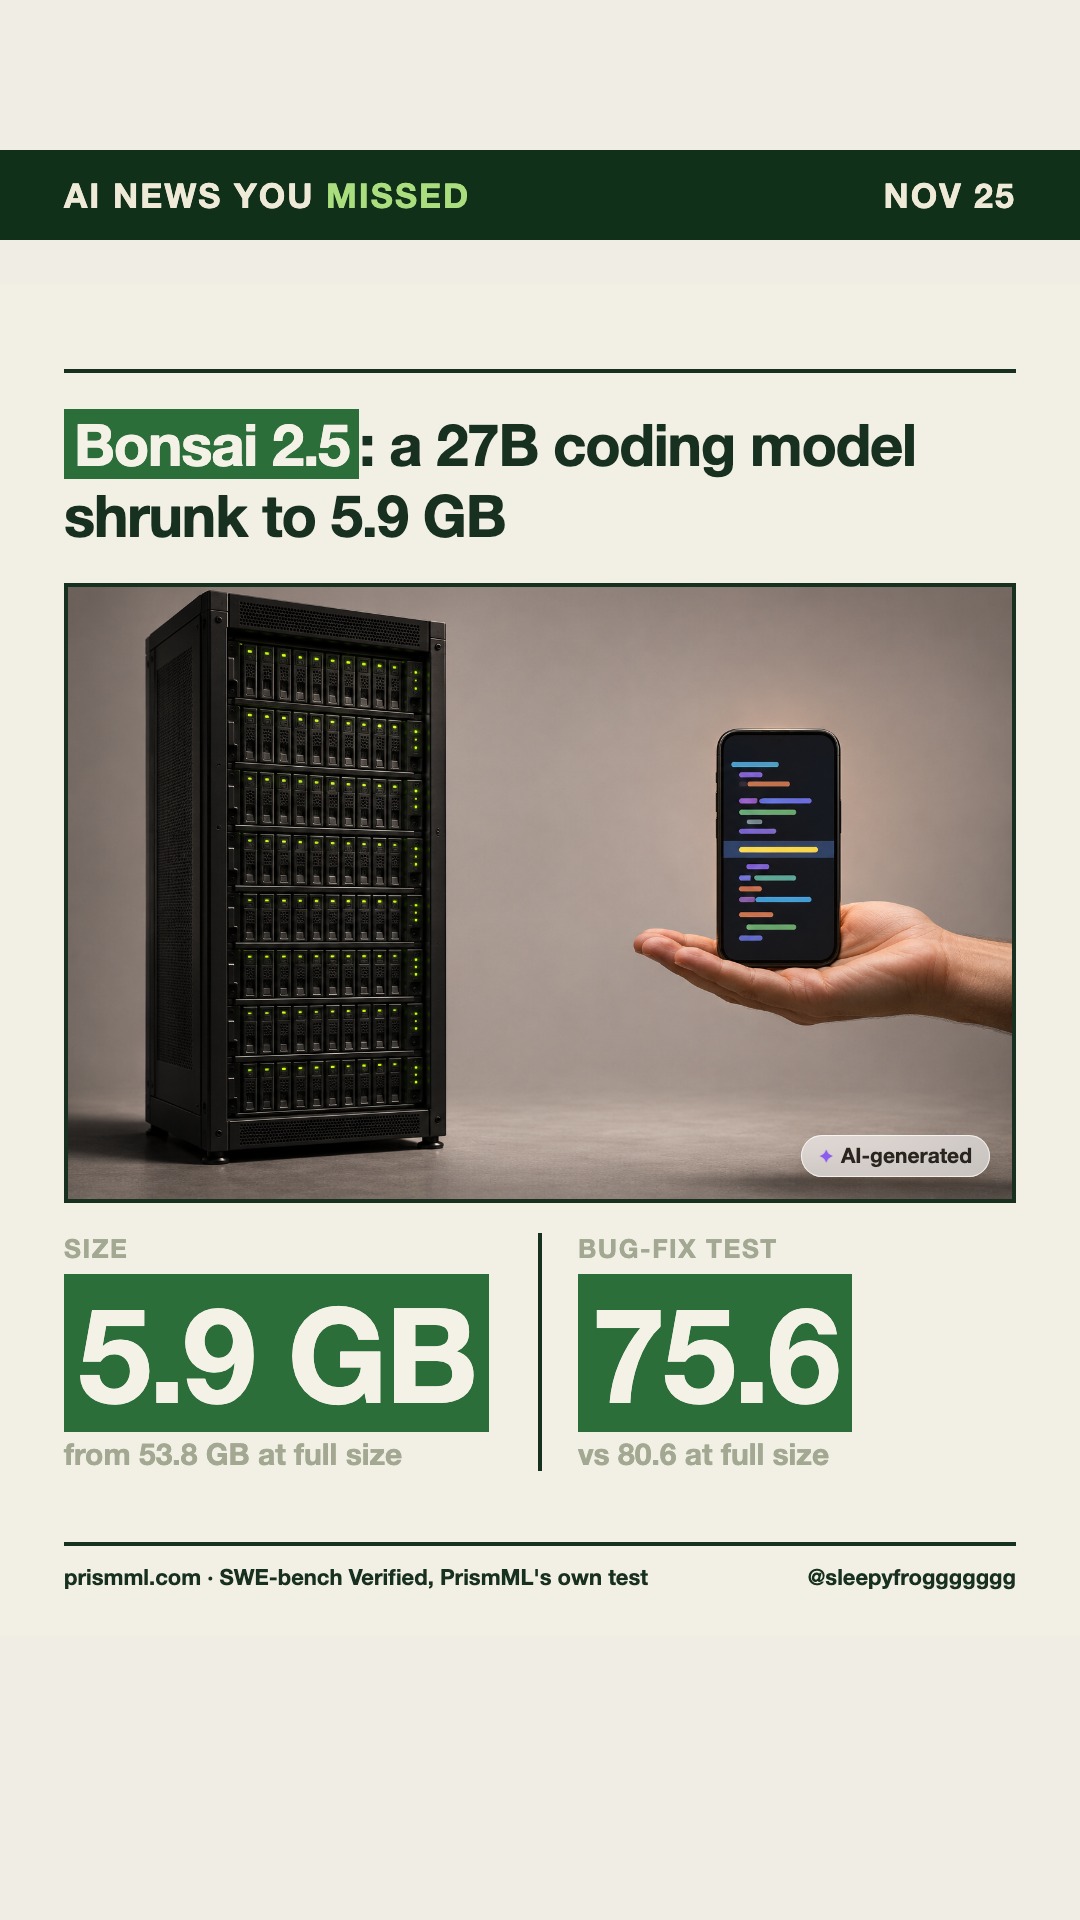 AI NEWS YOU MISSED
NOV 25
Bonsai 2.5: a 27B coding model
shrunk to 5.9 GB
✦ AI-generated
SIZE
5.9 GB
from 53.8 GB at full size
BUG-FIX TEST
75.6
vs 80.6 at full size
prismml.com · SWE-bench Verified, PrismML's own test
@sleepyfroggggggg